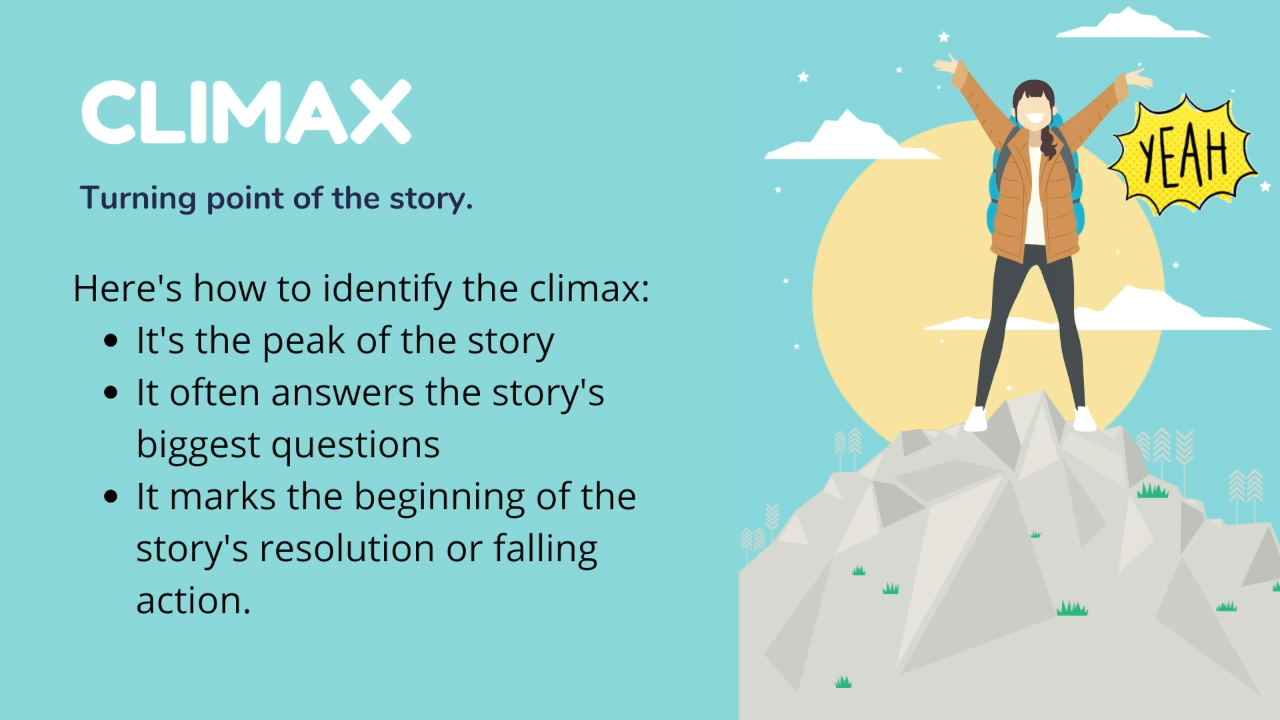 CLIMAX
Turning point of the story.
YEAH
Here's how to identify the climax:
• It's the peak of the story
• It often answers the story's
biggest questions
• It marks the beginning of the
story's resolution or falling
action.